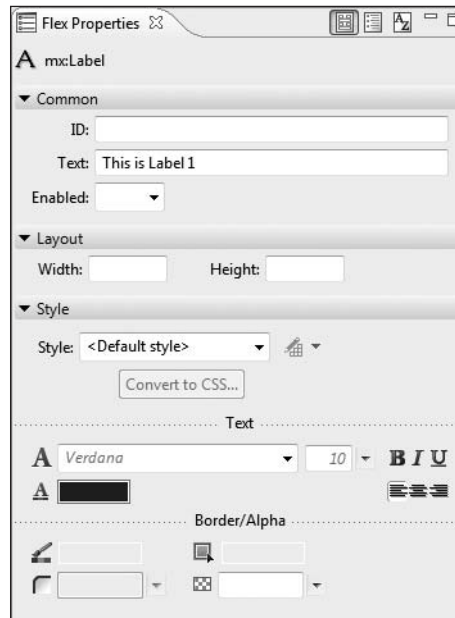 Flex Properties
A mx:Label
Common
ID:
Text: This is Label 1
Enabled:
Layout
Width: Height:
Style
Style: <Default style>
Convert to CSS...
Text
A Verdana 10 B I U
A
Border/Alpha